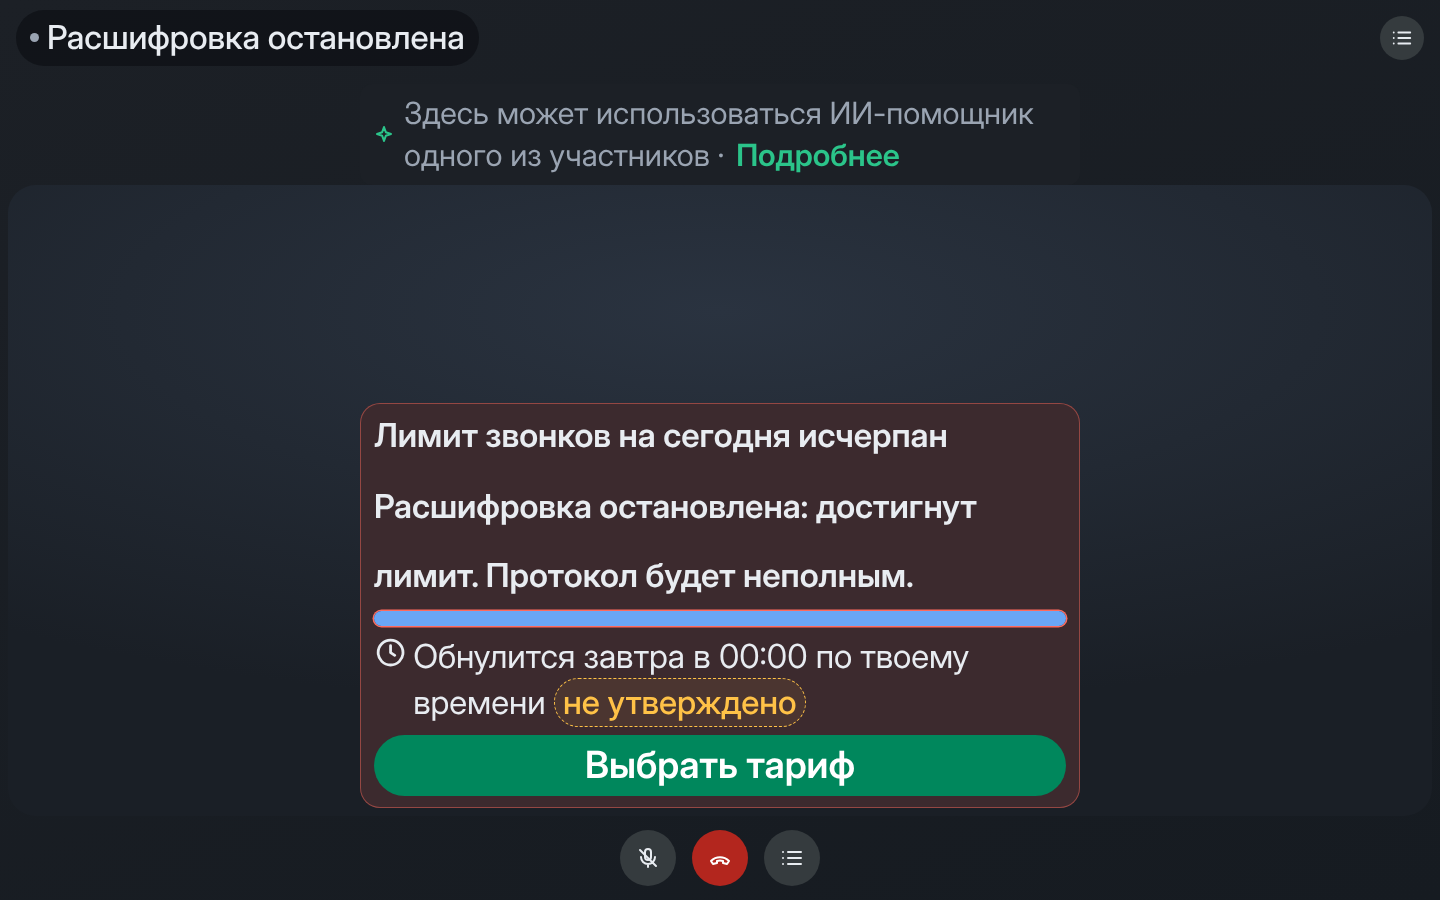 Расшифровка остановлена
Здесь может использоваться ИИ-помощник
одного из участников · Подробнее
Лимит звонков на сегодня исчерпан
Расшифровка остановлена: достигнут
лимит. Протокол будет неполным.
Обнулится завтра в 00:00 по твоему
времени не утверждено
Выбрать тариф